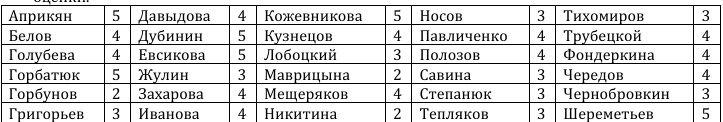 Априкян 5 Давыдова 4 Кожевникова 5 Носов 3 Тихомиров 3
Белов 4 Дубинин 5 Кузнецов 4 Павличенко 4 Трубецкой 4
Голубева 4 Евсикова 5 Лобоцкий 3 Полозов 4 Фондеркина 4
Горбатюк 5 Жулин 3 Маврицына 2 Савина 3 Чередов 4
Горбунов 2 Захарова 4 Мещеряков 4 Степанюк 3 Чернобровкин 3
Григорьев 3 Иванова 4 Никитина 2 Тепляков 3 Шереметьев 5